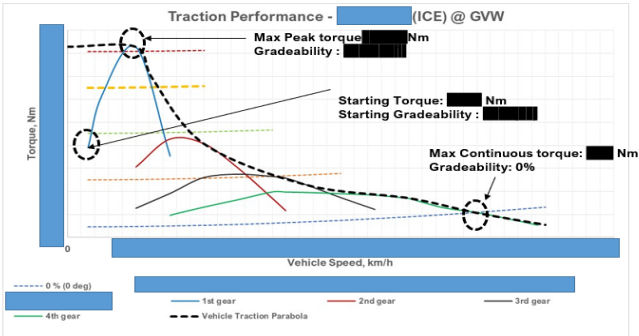 Traction Performance - (ICE) @ GVW
Max Peak torque Nm
Gradeability :
Starting Torque: Nm
Starting Gradeability :
Max Continuous torque: Nm
Gradeability: 0%
Torque, Nm
0
Vehicle Speed, km/h
0 % (0 deg)
1st gear 2nd gear 3rd gear
4th gear Vehicle Traction Parabola